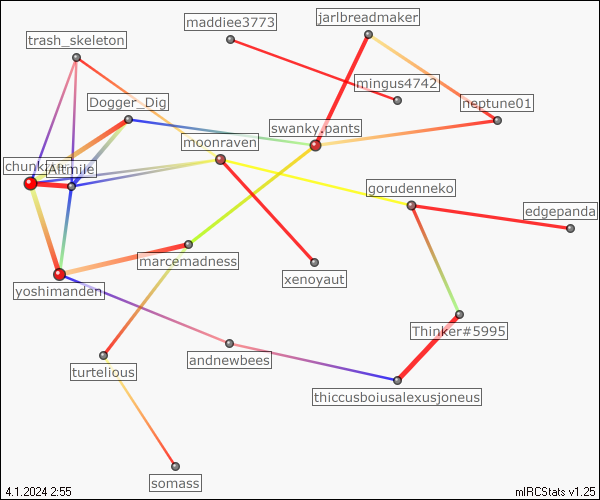 maddiee3773
jarlbreadmaker
trash_skeleton
mingus4742
Dogger_Dig
neptune01
swanky.pants
moonraven
Altmile
gorudenneko
edgepanda
marcemadness
xenoyaut
yoshimanden
Thinker#5995
andnewbees
turtelious
thiccusboiusalexusjoneus
somass
4.1.2024 2:55
mIRCStats v1.25